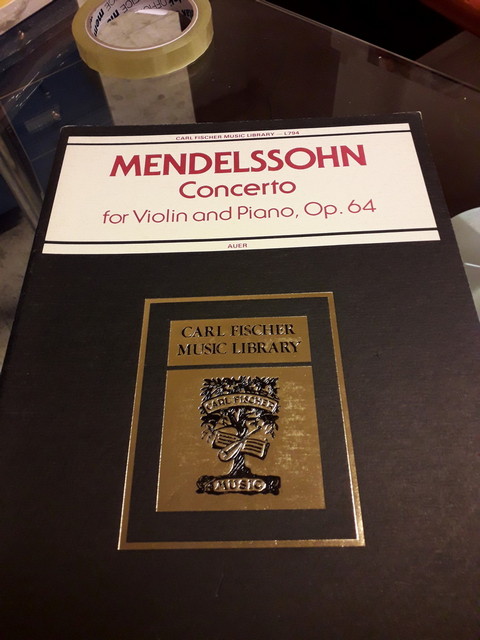 CARL FISCHER MUSIC LIBRARY — L794
MENDELSSOHN
Concerto
for Violin and Piano, Op. 64
AUER
CARL FISCHER
MUSIC LIBRARY
CARL FISCHER
MUSIC